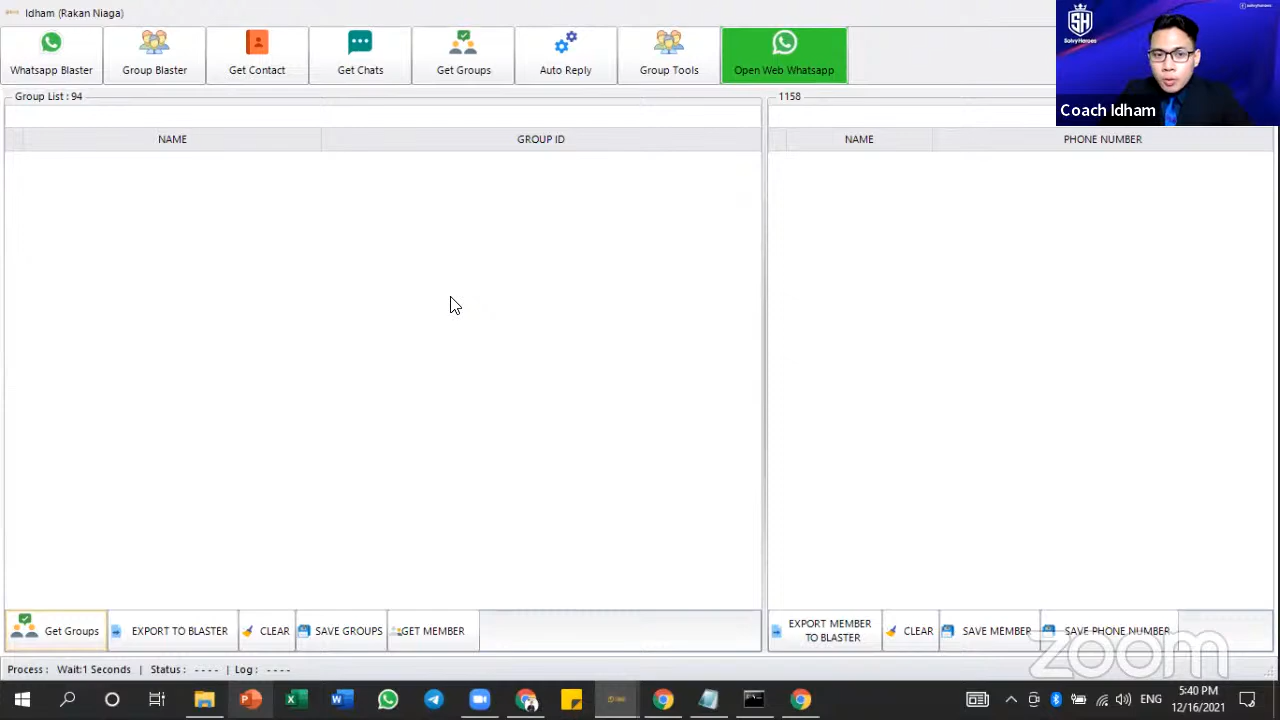 Idham (Rakan Niaga)
SH
SalvyHeroes
salvyheroes
Coach Idham
Whatsapp Blaster
Group Blaster
Get Contact
Get Chats
Get Groups
Auto Reply
Group Tools
Open Web Whatsapp
Group List : 94
1158
NAME
GROUP ID
NAME
PHONE NUMBER
Get Groups
EXPORT TO BLASTER
CLEAR
SAVE GROUPS
GET MEMBER
EXPORT MEMBER
TO BLASTER
CLEAR
SAVE MEMBER
SAVE PHONE NUMBER
zoom
Process : Wait:1 Seconds | Status : - - - - | Log : - - - -
ENG
5:40 PM
12/16/2021